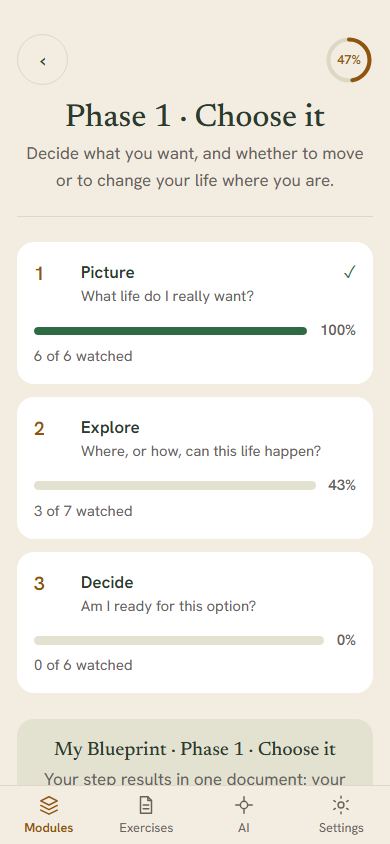 47%
Phase 1 · Choose it
Decide what you want, and whether to move
or to change your life where you are.
1 Picture ✓
What life do I really want?
100%
6 of 6 watched
2 Explore
Where, or how, can this life happen?
43%
3 of 7 watched
3 Decide
Am I ready for this option?
0%
0 of 6 watched
My Blueprint · Phase 1 · Choose it
Your step results in one document: your
Modules Exercises AI Settings